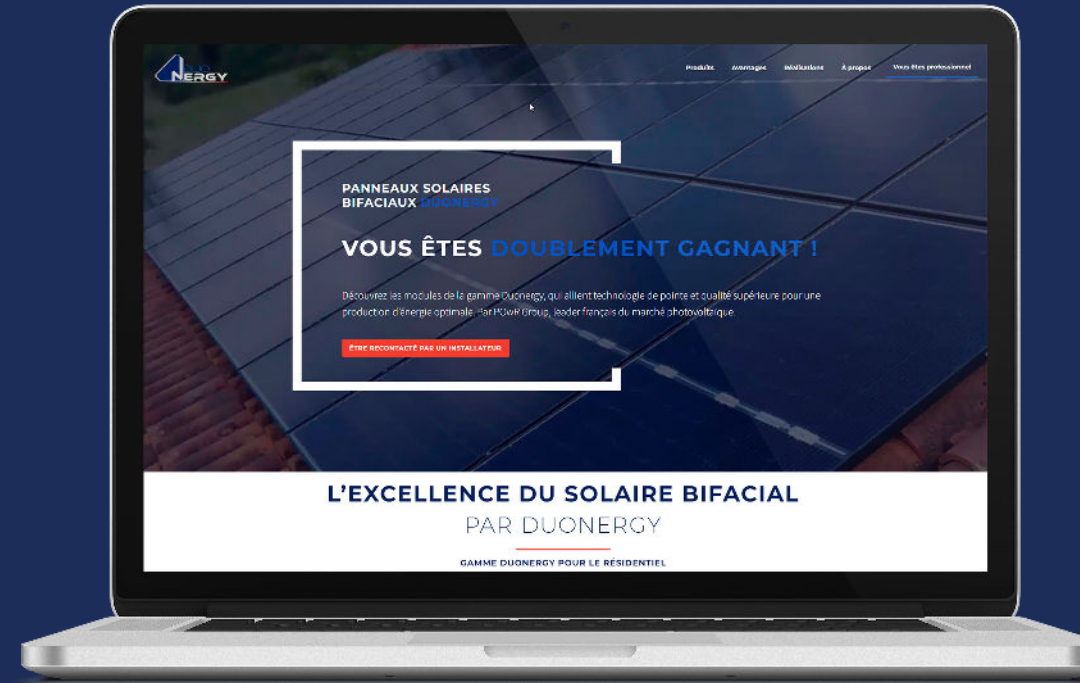 DUO
NERGY
Produits Avantages Réalisations À propos Vous êtes professionnel
PANNEAUX SOLAIRES
BIFACIAUX DUONERGY
VOUS ÊTES DOUBLEMENT GAGNANT !
Découvrez les modules de la gamme Duonergy, qui allient technologie de pointe et qualité supérieure pour une
production d'énergie optimale. Par POwR Group, leader français du marché photovoltaïque.
ÊTRE RECONTACTÉ PAR UN INSTALLATEUR
L'EXCELLENCE DU SOLAIRE BIFACIAL
PAR DUONERGY
GAMME DUONERGY POUR LE RÉSIDENTIEL